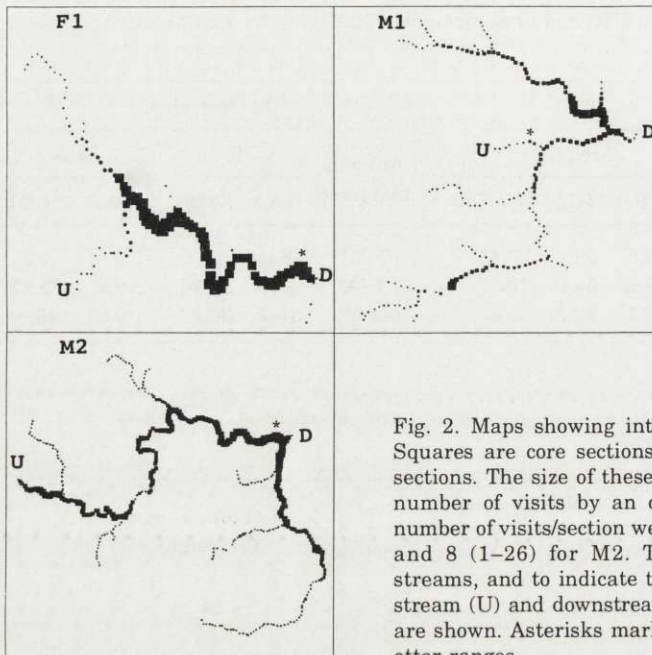 F1
M1
U
*
D
U
*
D
M2
U
*
D
Fig. 2. Maps showing int
Squares are core sections
sections. The size of these
number of visits by an o
number of visits/section we
and 8 (1–26) for M2. T
streams, and to indicate t
stream (U) and downstrea
are shown. Asterisks mark
otter ranges.